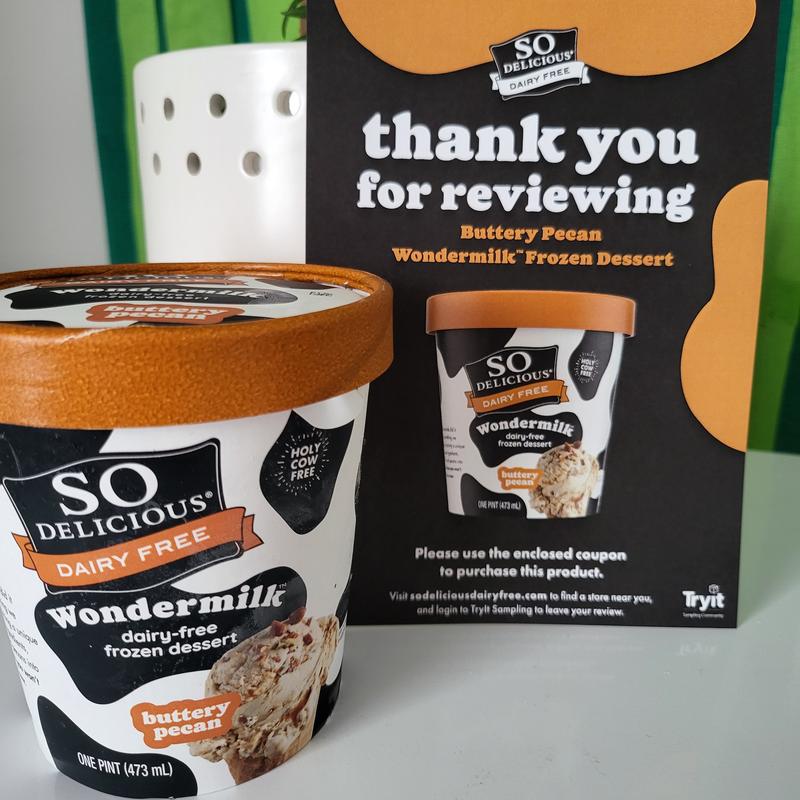 SO
DELICIOUS®
DAIRY FREE
thank you
for reviewing
Buttery Pecan
Wondermilk™ Frozen Dessert
SO
DELICIOUS®
DAIRY FREE
HOLY
COW
FREE
Wondermilk
dairy-free
frozen dessert
buttery
pecan
ONE PINT (473 mL)
Please use the enclosed coupon
to purchase this product.
Visit sodeliciousdairyfree.com to find a store near you,
and login to TryIt Sampling to leave your review.
TryIt
Sampling Community
Wondermilk
frozen dessert
buttery
pecan
SO
DELICIOUS®
DAIRY FREE
HOLY
COW
FREE
Wondermilk™
dairy-free
frozen dessert
buttery
pecan
ONE PINT (473 mL)